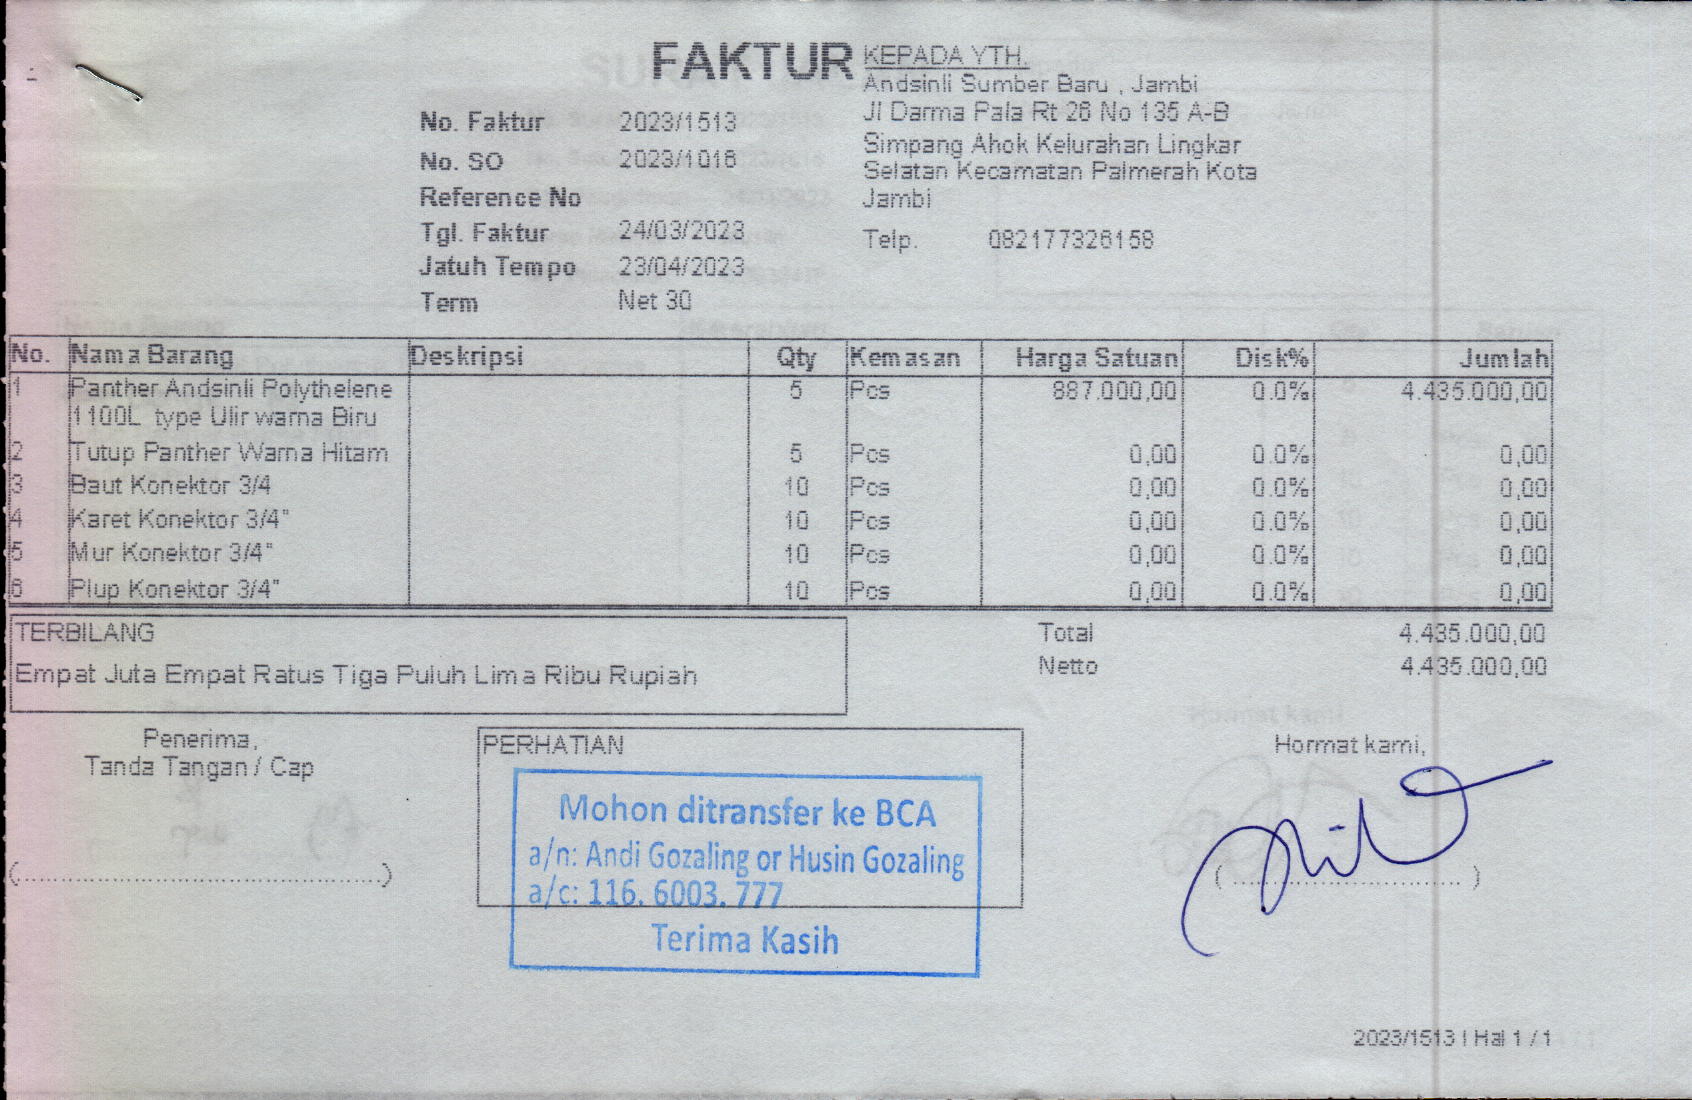 FAKTUR
No. Faktur 2023/1513
No. SO 2023/1016
Reference No
Tgl. Faktur 24/03/2023
Jatuh Tempo 23/04/2023
Term Net 30
KEPADA YTH.
Andsinli Sumber Baru , Jambi
Jl Darma Pala Rt 26 No 135 A-B
Simpang Ahok Kelurahan Lingkar
Selatan Kecamatan Palmerah Kota
Jambi
Telp. 082177326158
No. Nama Barang Deskripsi Qty Kemasan Harga Satuan Disk% Jumlah
1 Panther Andsinli Polythelene 5 Pcs 887.000,00 0.0% 4.435.000,00
1100L type Ulir warna Biru
2 Tutup Panther Warna Hitam 5 Pcs 0,00 0.0% 0,00
3 Baut Konektor 3/4 10 Pcs 0,00 0.0% 0,00
4 Karet Konektor 3/4" 10 Pcs 0,00 0.0% 0,00
5 Mur Konektor 3/4" 10 Pcs 0,00 0.0% 0,00
6 Plup Konektor 3/4" 10 Pcs 0,00 0.0% 0,00
TERBILANG
Empat Juta Empat Ratus Tiga Puluh Lima Ribu Rupiah
Total 4.435.000,00
Netto 4.435.000,00
Penerima,
Tanda Tangan / Cap
PERHATIAN
Mohon ditransfer ke BCA
a/n: Andi Gozaling or Husin Gozaling
a/c: 116. 6003. 777
Terima Kasih
Hormat kami,
2023/1513 | Hal 1 / 1